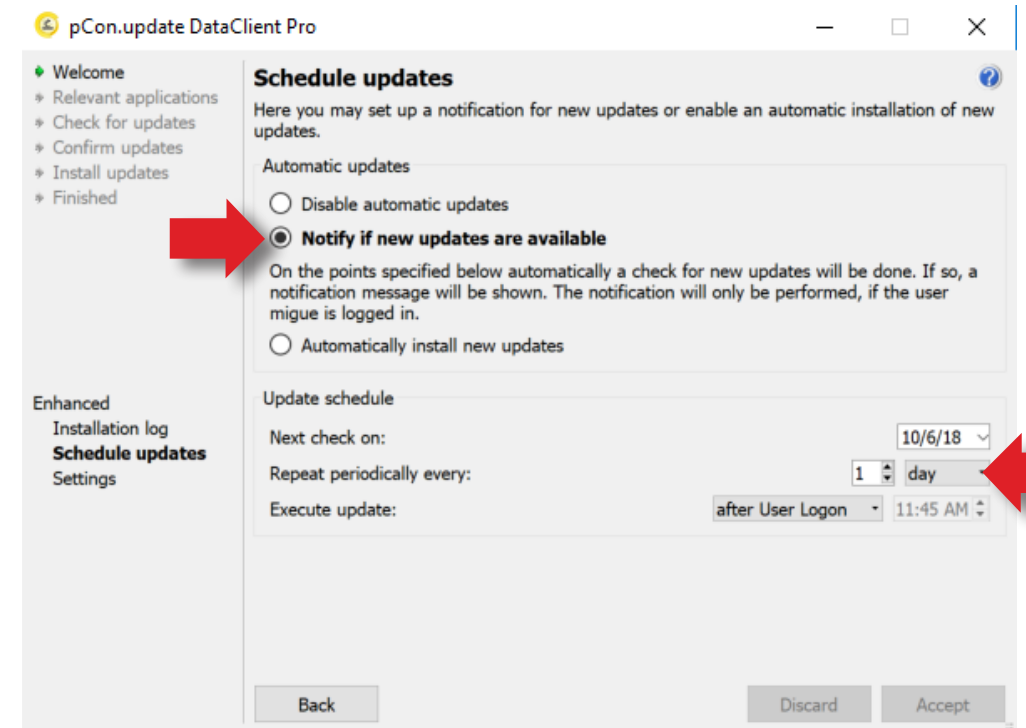 pCon.update DataClient Pro
Welcome
Relevant applications
Check for updates
Confirm updates
Install updates
Finished
Enhanced
Installation log
Schedule updates
Settings
Schedule updates
Here you may set up a notification for new updates or enable an automatic installation of new
updates.
Automatic updates
Disable automatic updates
Notify if new updates are available
On the points specified below automatically a check for new updates will be done. If so, a
notification message will be shown. The notification will only be performed, if the user
migue is logged in.
Automatically install new updates
Update schedule
Next check on: 10/6/18
Repeat periodically every: 1 day
Execute update: after User Logon 11:45 AM
Back Discard Accept